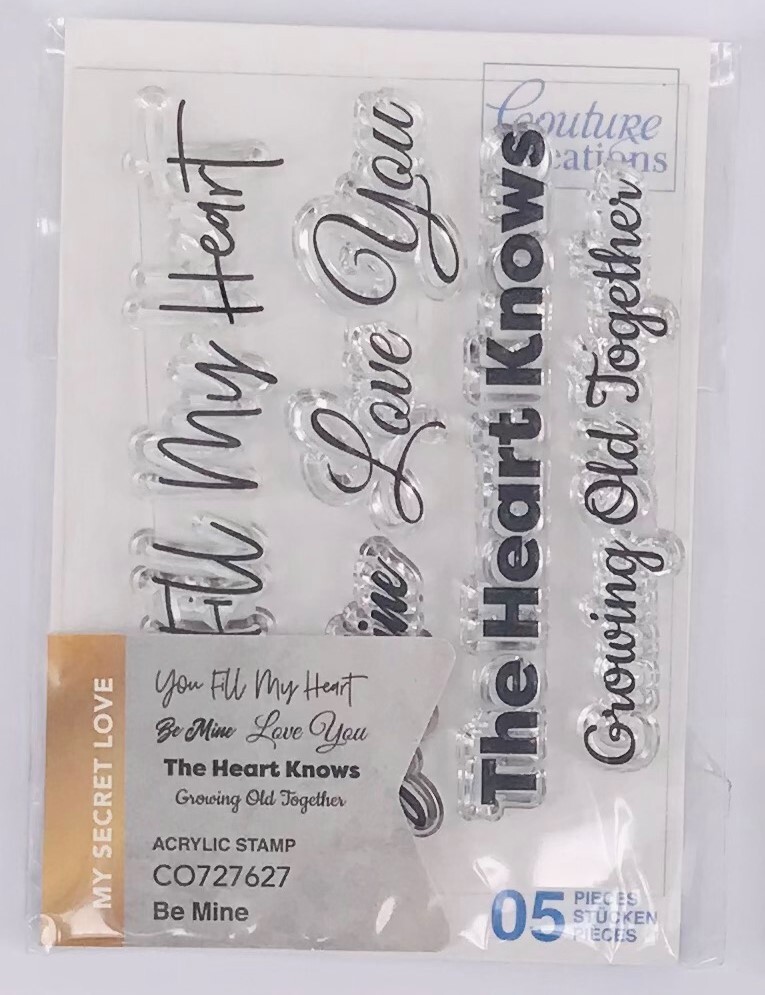 Couture
Creations
Fill My Heart
Love You
The Heart Knows
Growing Old Together
MY SECRET LOVE
You Fill My Heart
Be Mine Love You
The Heart Knows
Growing Old Together
ACRYLIC STAMP
CO727627
Be Mine
05
PIECES
STÜCKEN
PIÈCES